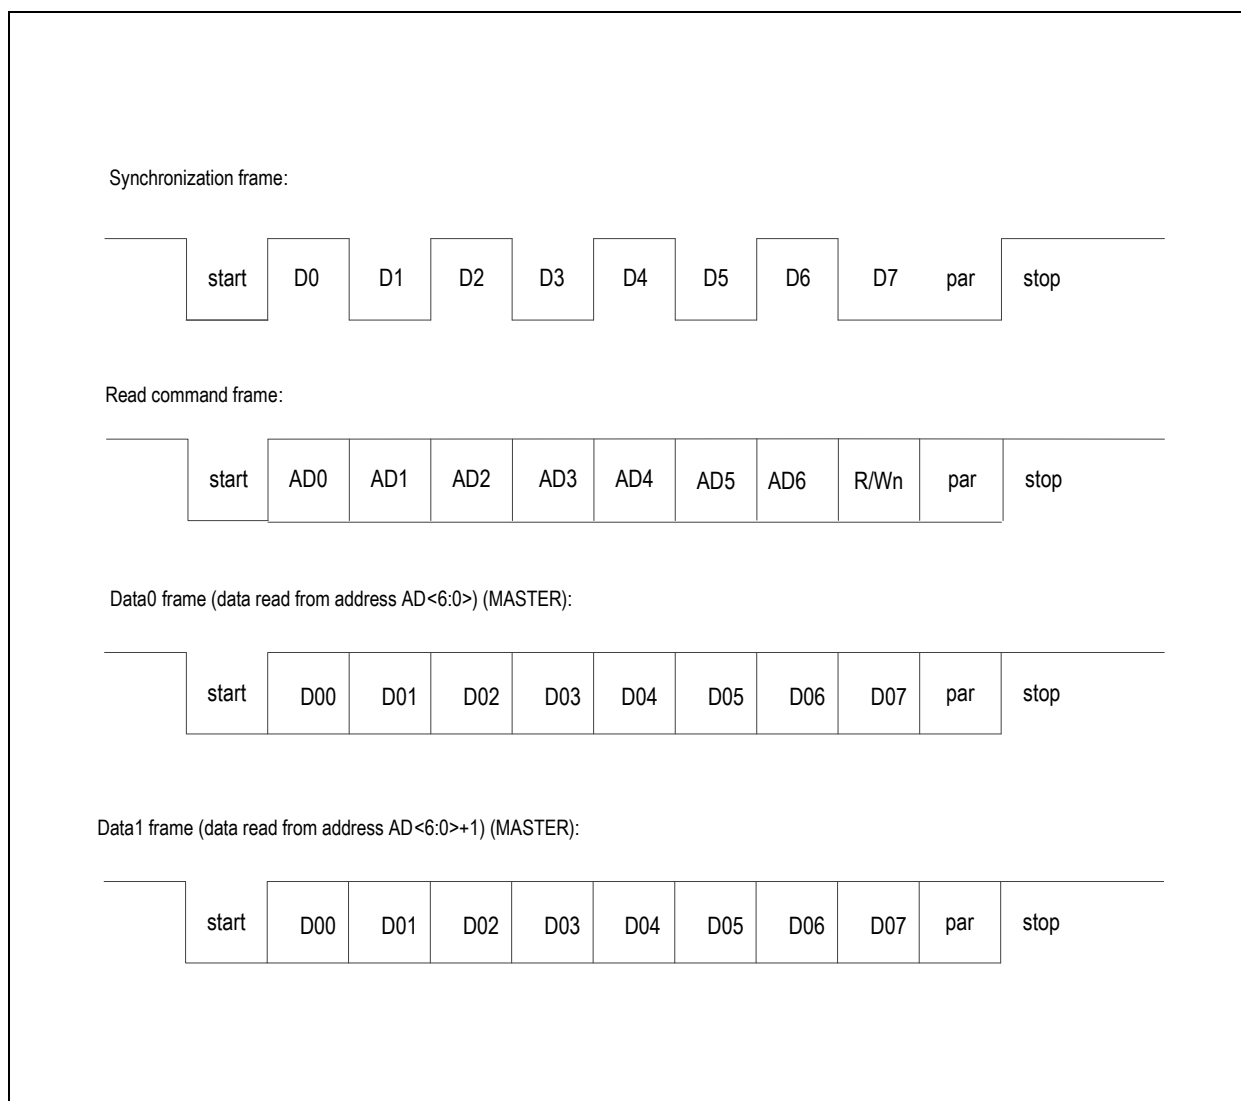 Synchronization frame:
start D0 D1 D2 D3 D4 D5 D6 D7 par stop
Read command frame:
start AD0 AD1 AD2 AD3 AD4 AD5 AD6 R/Wn par stop
Data0 frame (data read from address AD<6:0>) (MASTER):
start D00 D01 D02 D03 D04 D05 D06 D07 par stop
Data1 frame (data read from address AD<6:0>+1) (MASTER):
start D00 D01 D02 D03 D04 D05 D06 D07 par stop